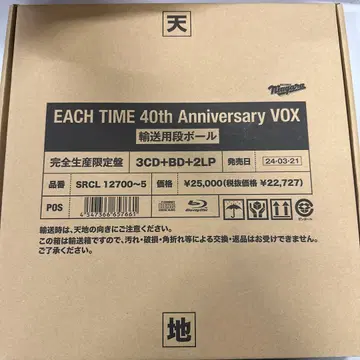 天
Niagara
EACH TIME 40th Anniversary VOX
輸送用段ボール
完全生産限定盤 3CD+BD+2LP 発売日 24-03-21
品番 SRCL 12700~5 価格 ¥25,000(税抜価格 ¥22,727)
POS 4547366657661
輸送時は、天地の向きにご注意ください。
この箱は輸送箱ですので、汚れ・破損・角折れ等による交換・返品はお受けできません。
ご了承ください。
地